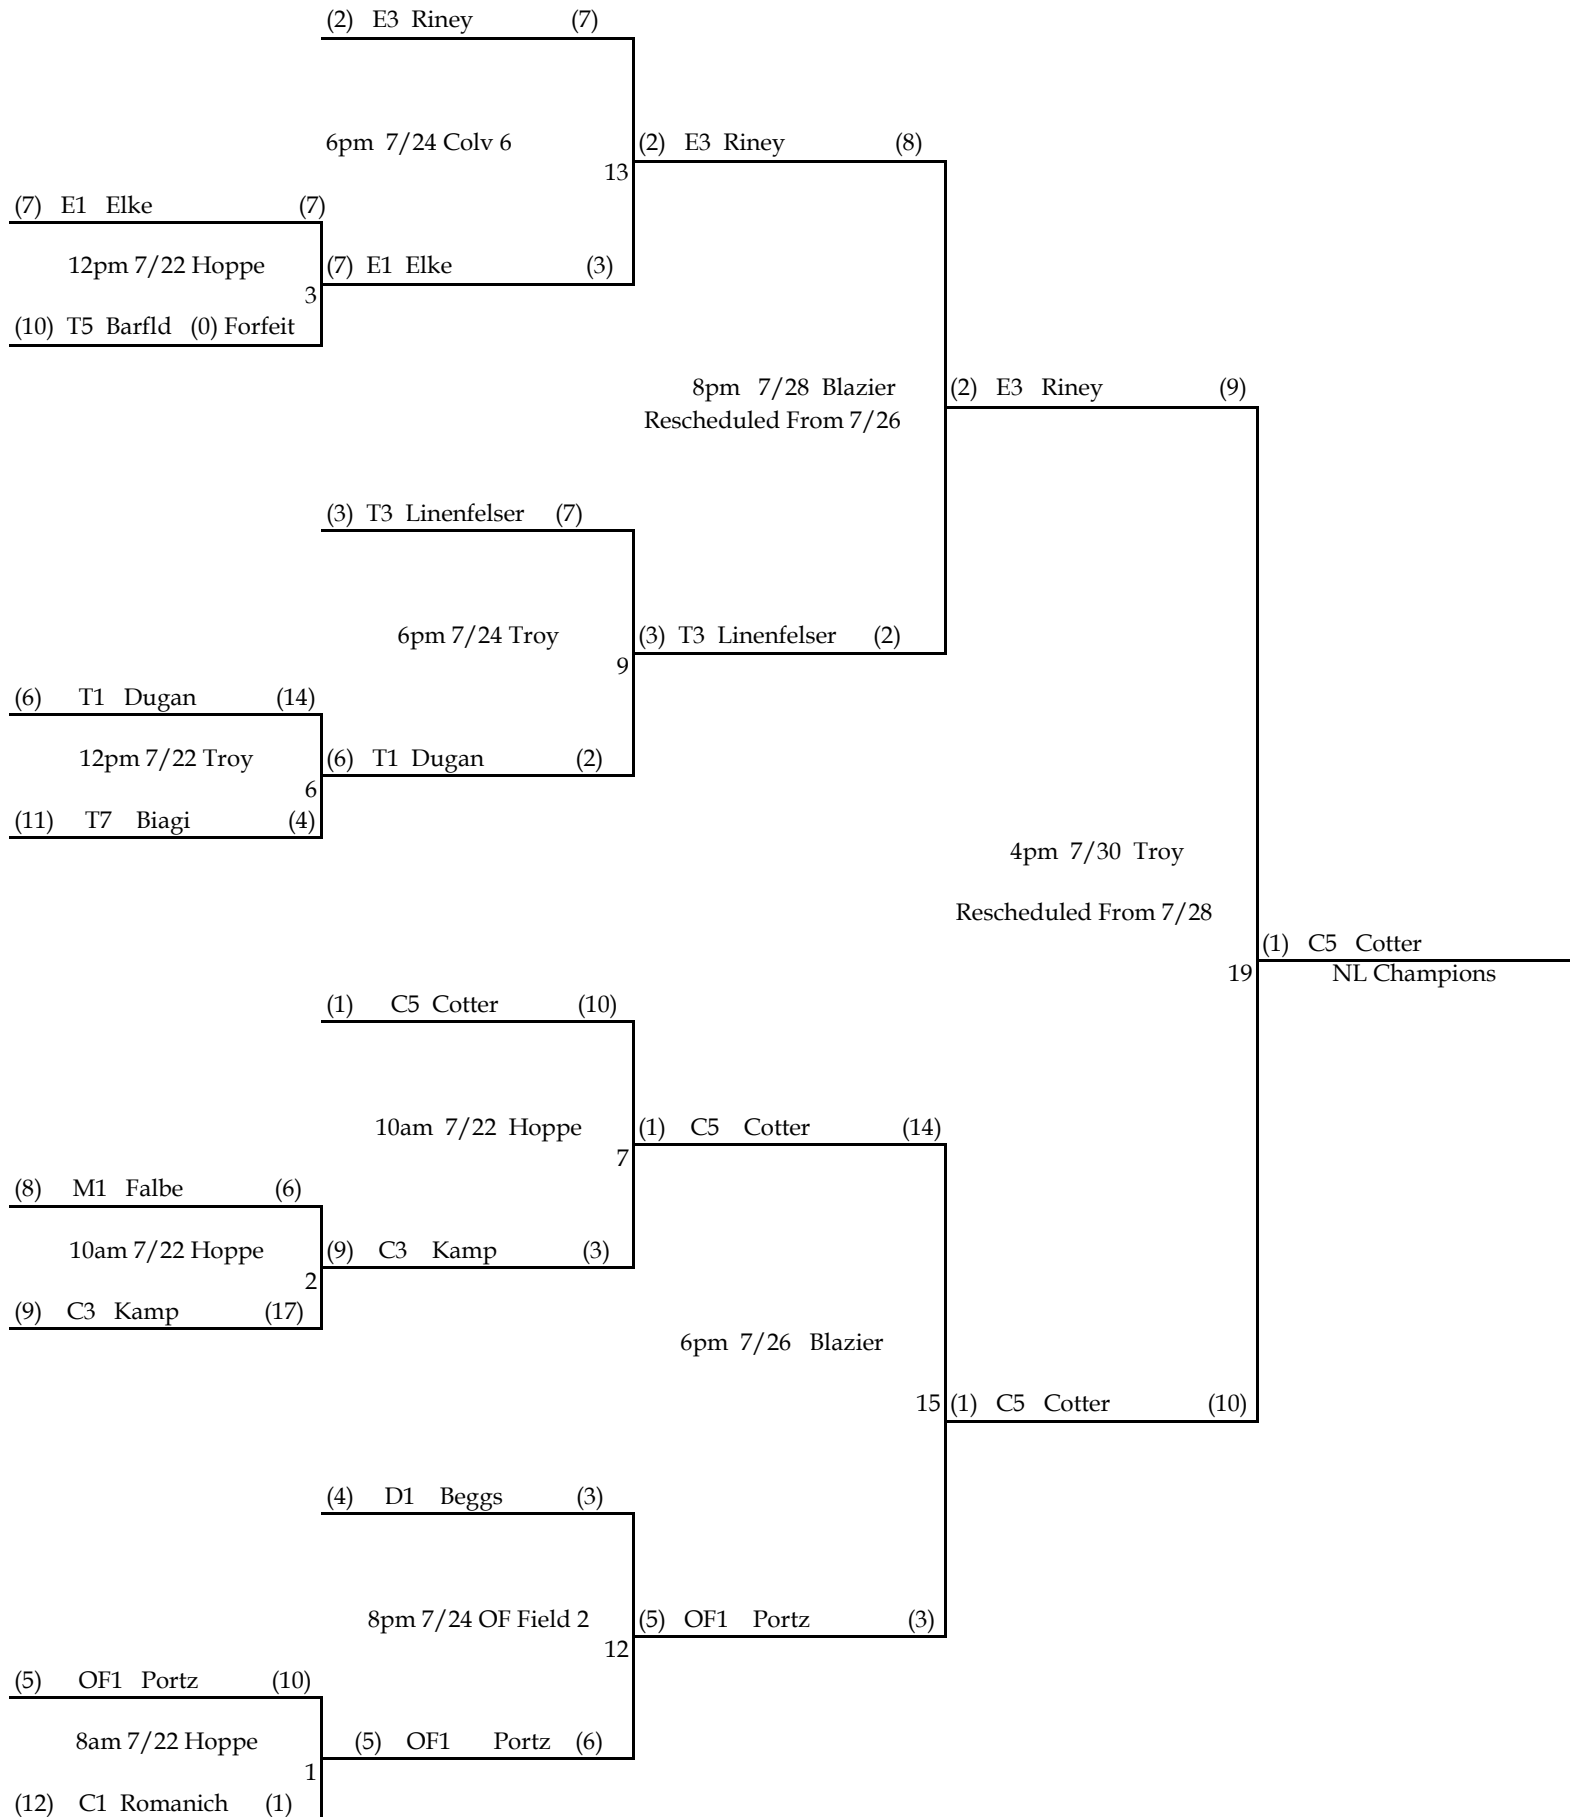 (2) E3 Riney (7)
6pm 7/24 Colv 6
(2) E3 Riney (8)
13
(7) E1 Elke (7)
12pm 7/22 Hoppe
(7) E1 Elke (3)
3
(10) T5 Barfld (0) Forfeit
8pm 7/28 Blazier
Rescheduled From 7/26
(2) E3 Riney (9)
(3) T3 Linenfelser (7)
6pm 7/24 Troy
(3) T3 Linenfelser (2)
9
(6) T1 Dugan (14)
12pm 7/22 Troy
(6) T1 Dugan (2)
6
(11) T7 Biagi (4)
4pm 7/30 Troy
Rescheduled From 7/28
(1) C5 Cotter
19
NL Champions
(1) C5 Cotter (10)
10am 7/22 Hoppe
(1) C5 Cotter (14)
7
(8) M1 Falbe (6)
10am 7/22 Hoppe
(9) C3 Kamp (3)
2
(9) C3 Kamp (17)
6pm 7/26 Blazier
15
(1) C5 Cotter (10)
(4) D1 Beggs (3)
8pm 7/24 OF Field 2
(5) OF1 Portz (3)
12
(5) OF1 Portz (10)
8am 7/22 Hoppe
(5) OF1 Portz (6)
1
(12) C1 Romanich (1)